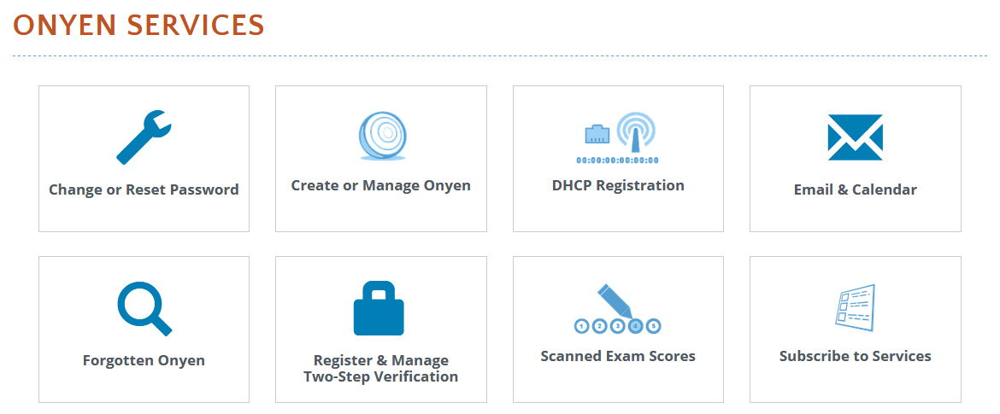 ONYEN SERVICES
Change or Reset Password
Create or Manage Onyen
00:00:00:00:00:00
DHCP Registration
Email & Calendar
Forgotten Onyen
Register & Manage
Two-Step Verification
1 2 3 4 5
Scanned Exam Scores
Subscribe to Services